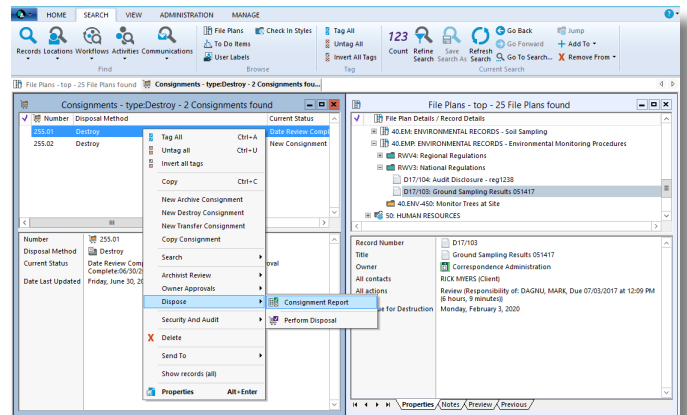 HOME SEARCH VIEW ADMINISTRATION MANAGE
Records Locations Workflows Activities Communications
Find
File Plans Check In Styles
To Do Items
User Labels
Browse
Tag All
Untag All
Invert All Tags
Tag
123
Count Refine Search Save Search As Refresh Search
Go Back
Go Forward
Go To Search...
Jump
Add To
Remove From
Current Search
File Plans - top - 25 File Plans found Consignments - type:Destroy - 2 Consignments fou...
Consignments - type:Destroy - 2 Consignments found
Number Disposal Method Current Status
255.01 Destroy Date Review Compl
255.02 Destroy New Consignment
Tag All Ctrl+A
Untag all Ctrl+U
Invert all tags
Copy Ctrl+C
New Archive Consignment
New Destroy Consignment
New Transfer Consignment
Copy Consignment
Search
Archivist Review
Owner Approvals
Dispose
Consignment Report
Perform Disposal
Security And Audit
X Delete
Send To
Show records (all)
Properties Alt+Enter
Number 255.01
Disposal Method Destroy
Current Status Date Review Com
Complete:06/30/2
oval
Date Last Updated Friday, June 30, 20
File Plans - top - 25 File Plans found
File Plan Details / Record Details
40.EM: ENVIRONMENTAL RECORDS - Soil Sampling
40.EMP: ENVIRONMENTAL RECORDS - Environmental Monitoring Procedures
RWV4: Regional Regulations
RWV3: National Regulations
D17/104: Audit Disclosure - reg1238
D17/103: Ground Sampling Results 051417
40.ENV-450: Monitor Trees at Site
50: HUMAN RESOURCES
Record Number D17/103
Title Ground Sampling Results 051417
Owner Correspondence Administration
All contacts RICK MYERS (Client)
All actions Review (Responsibility of: DAGNU, MARK, Due 07/03/2017 at 12:09 PM
(6 hours, 9 minutes))
ue for Destruction Monday, February 3, 2020
Properties Notes Preview Previous